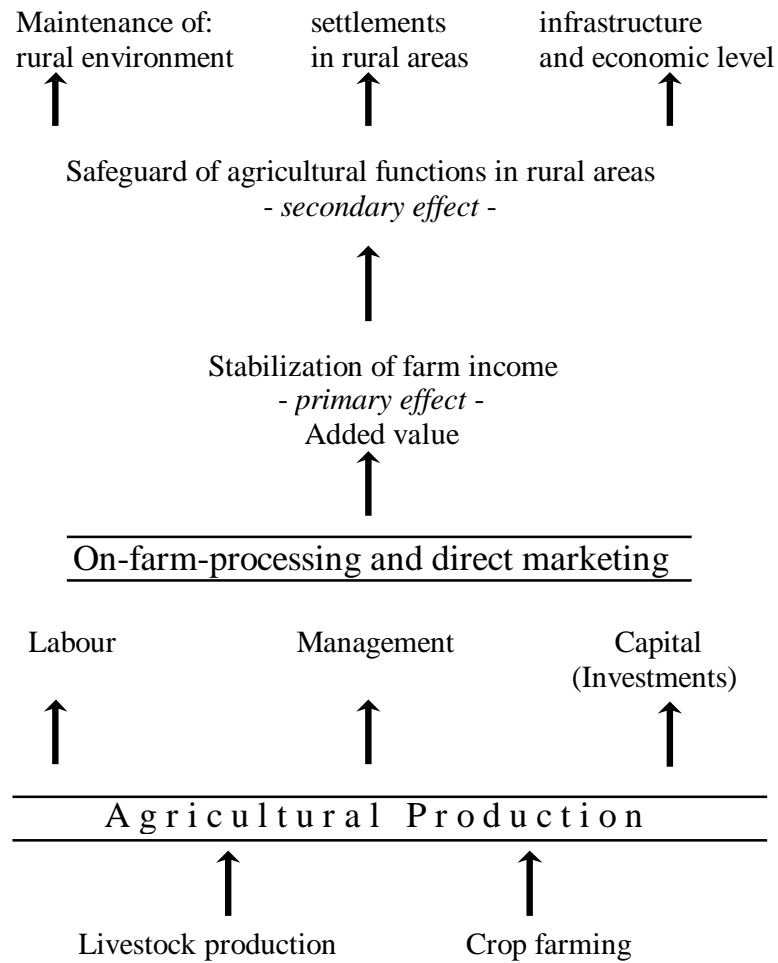 Maintenance of: settlements infrastructure
rural environment in rural areas and economic level
Safeguard of agricultural functions in rural areas
- secondary effect -
Stabilization of farm income
- primary effect -
Added value
On-farm-processing and direct marketing
Labour Management Capital
(Investments)
Agricultural Production
Livestock production Crop farming